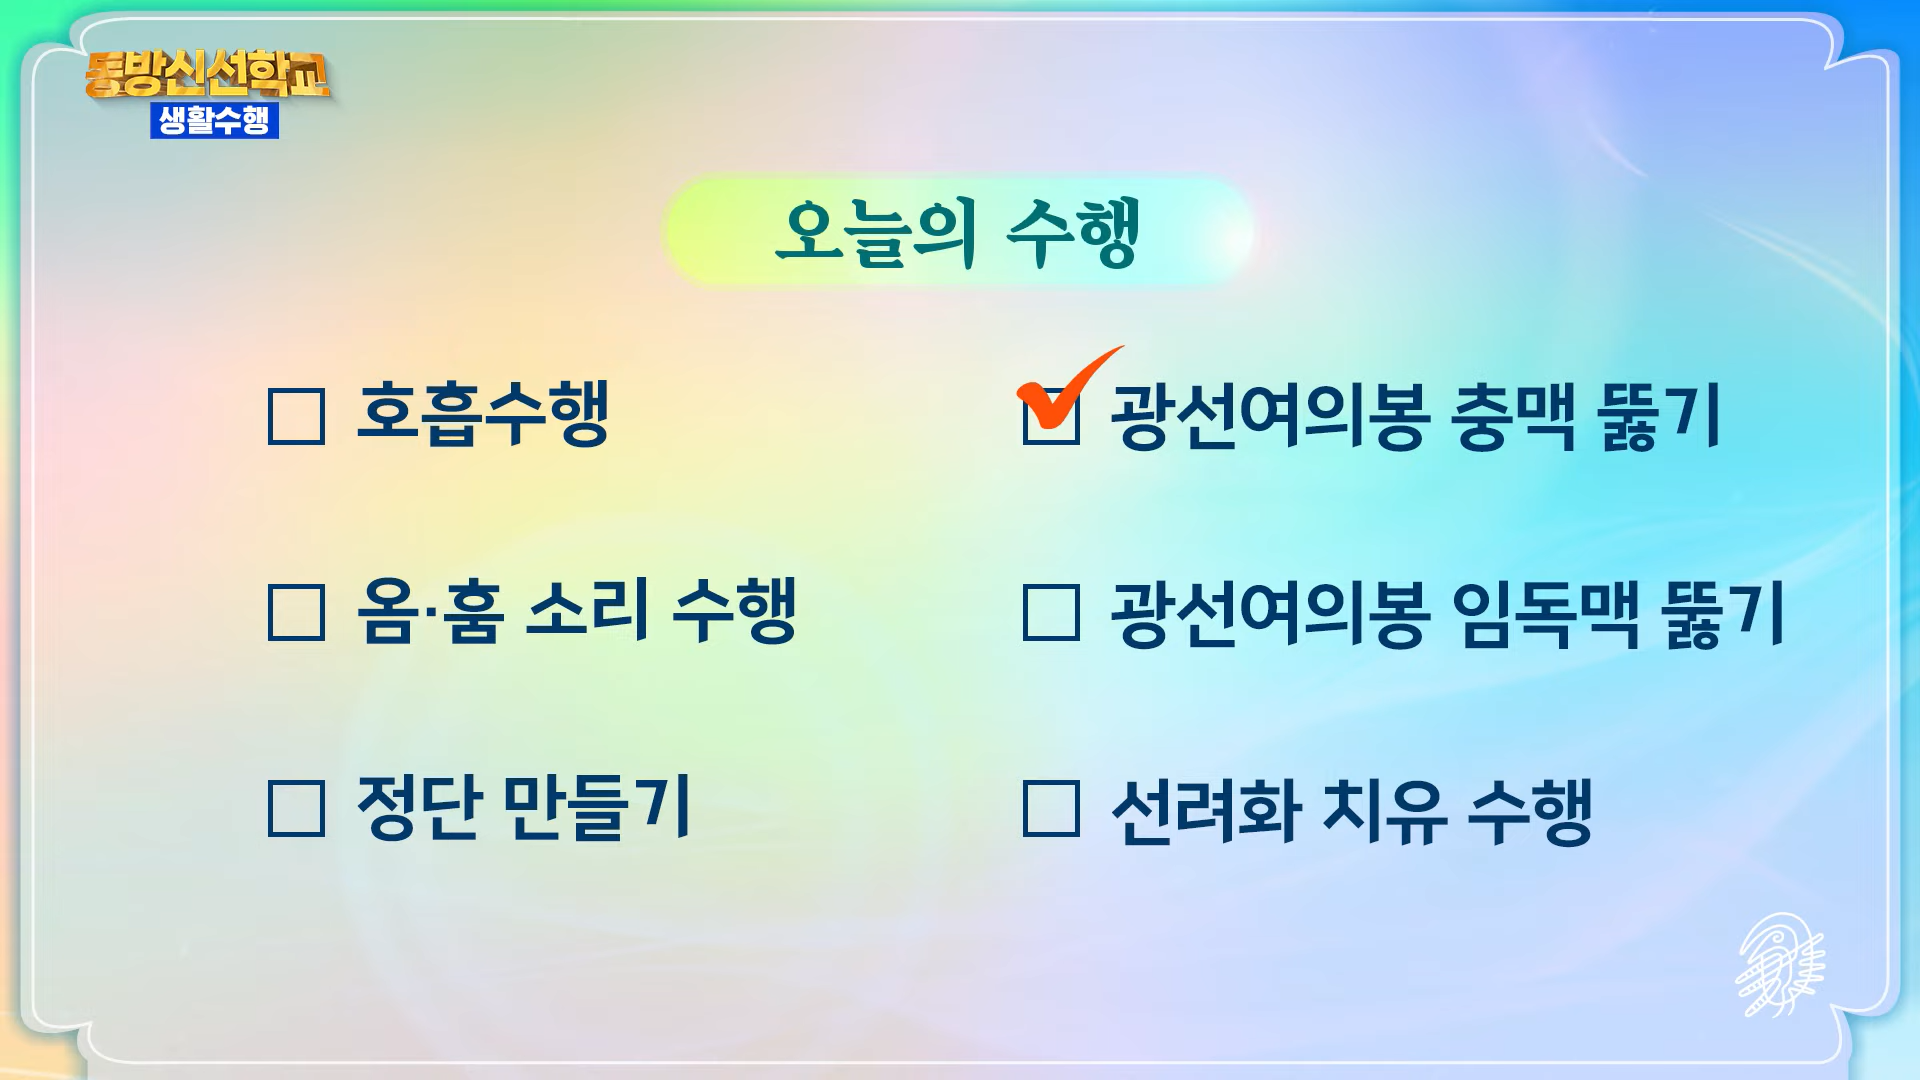 동방신선학교
생활수행
오늘의 수행
호흡수행
옴·훔 소리 수행
정단 만들기
광선여의봉 충맥 뚫기
광선여의봉 임독맥 뚫기
선려화 치유 수행